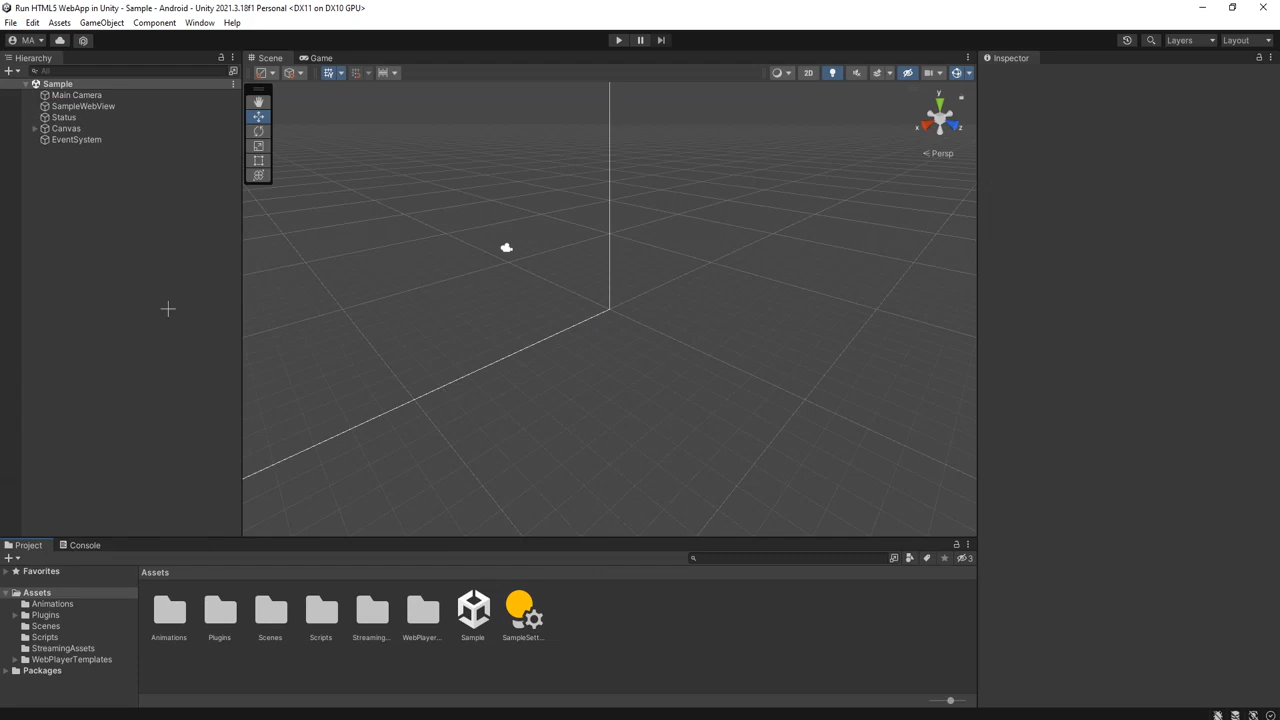 Run HTML5 WebApp in Unity - Sample - Android - Unity 2021.3.18f1 Personal <DX11 on DX10 GPU>
File Edit Assets GameObject Component Window Help
MA Layers Layout
Hierarchy Scene Game Inspector
All 2D
Sample
Main Camera
SampleWebView
Status
Canvas
EventSystem
y
x z
Persp
Project Console
3
Favorites Assets
Assets
Animations
Plugins
Scenes
Scripts
StreamingAssets
WebPlayerTemplates
Packages
Animations Plugins Scenes Scripts Streaming... WebPlayer... Sample SampleSett...